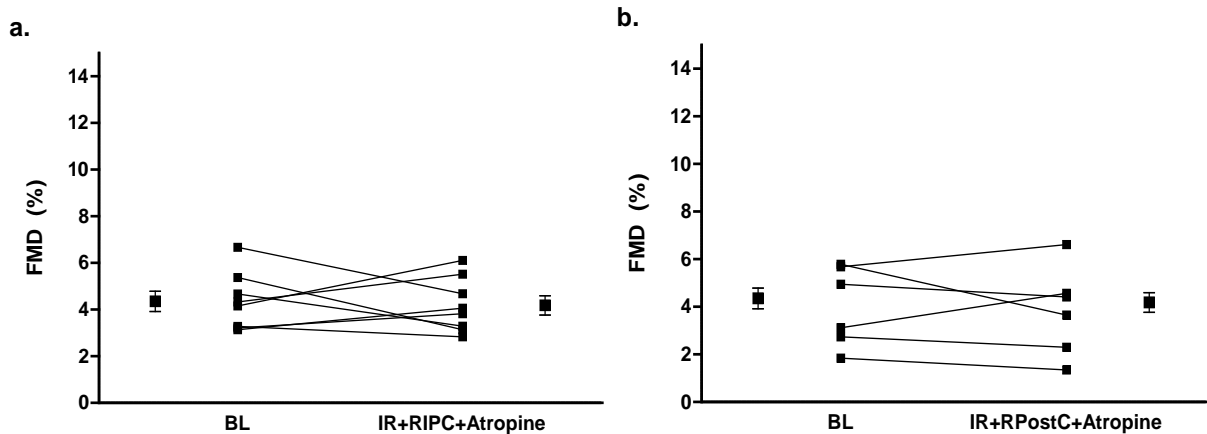 a.
14
12
10
8
6
4
2
0
FMD (%)
BL IR+RIPC+Atropine
b.
14
12
10
8
6
4
2
0
FMD (%)
BL IR+RPostC+Atropine